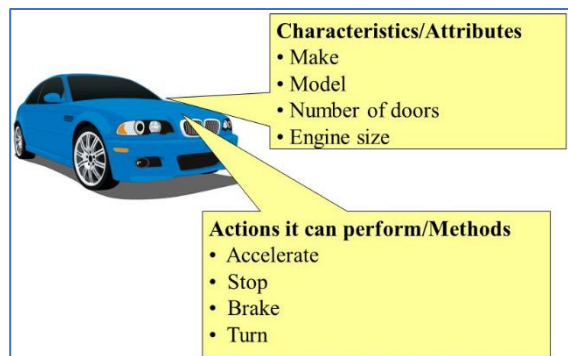 Characteristics/Attributes
• Make
• Model
• Number of doors
• Engine size
Actions it can perform/Methods
• Accelerate
• Stop
• Brake
• Turn